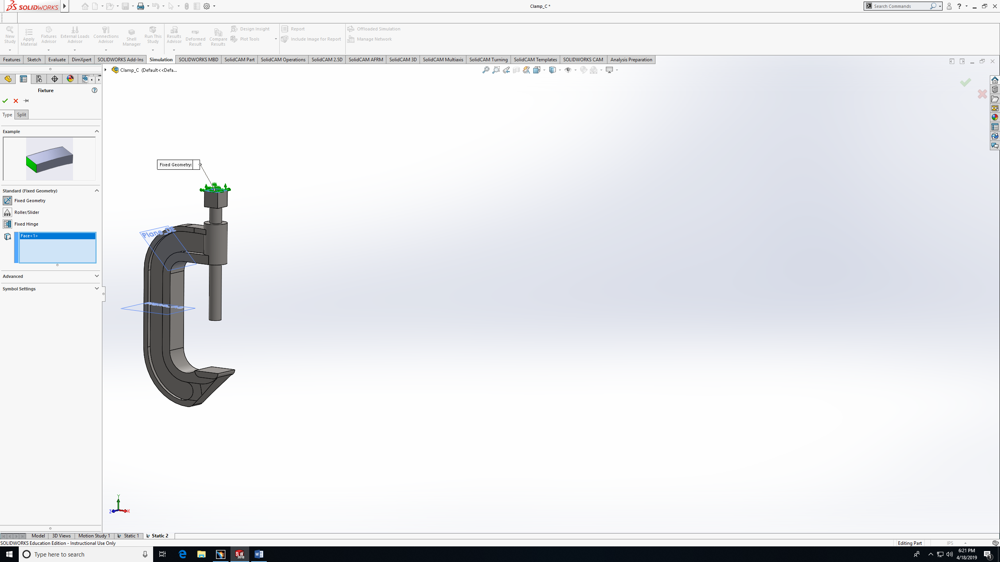 SOLIDWORKS
Clamp_C *
Search Commands
New Study
Apply Material
Fixtures Advisor
External Loads Advisor
Connections Advisor
Shell Manager
Run This Study
Results Advisor
Deformed Result
Compare Results
Design Insight
Plot Tools
Report
Include Image for Report
Offloaded Simulation
Manage Network
Features Sketch Evaluate DimXpert SOLIDWORKS Add-Ins Simulation SOLIDWORKS MBD SolidCAM Part SolidCAM Operations SolidCAM 2.5D SolidCAM AFRM SolidCAM 3D SolidCAM Multiaxis SolidCAM Turning SolidCAM Templates SOLIDWORKS CAM Analysis Preparation
Clamp_C (Default<<Defa...
Fixture
Type Split
Example
Fixed Geometry:
Standard (Fixed Geometry)
Fixed Geometry
Roller/Slider
Fixed Hinge
Face<1>
Plane_DE
Advanced
Symbol Settings
Y
Z X
Model 3D Views Motion Study 1 Static 1 Static 2
SOLIDWORKS Education Edition - Instructional Use Only
Editing Part
IPS
Type here to search
SW
2018
6:21 PM
4/18/2019
1